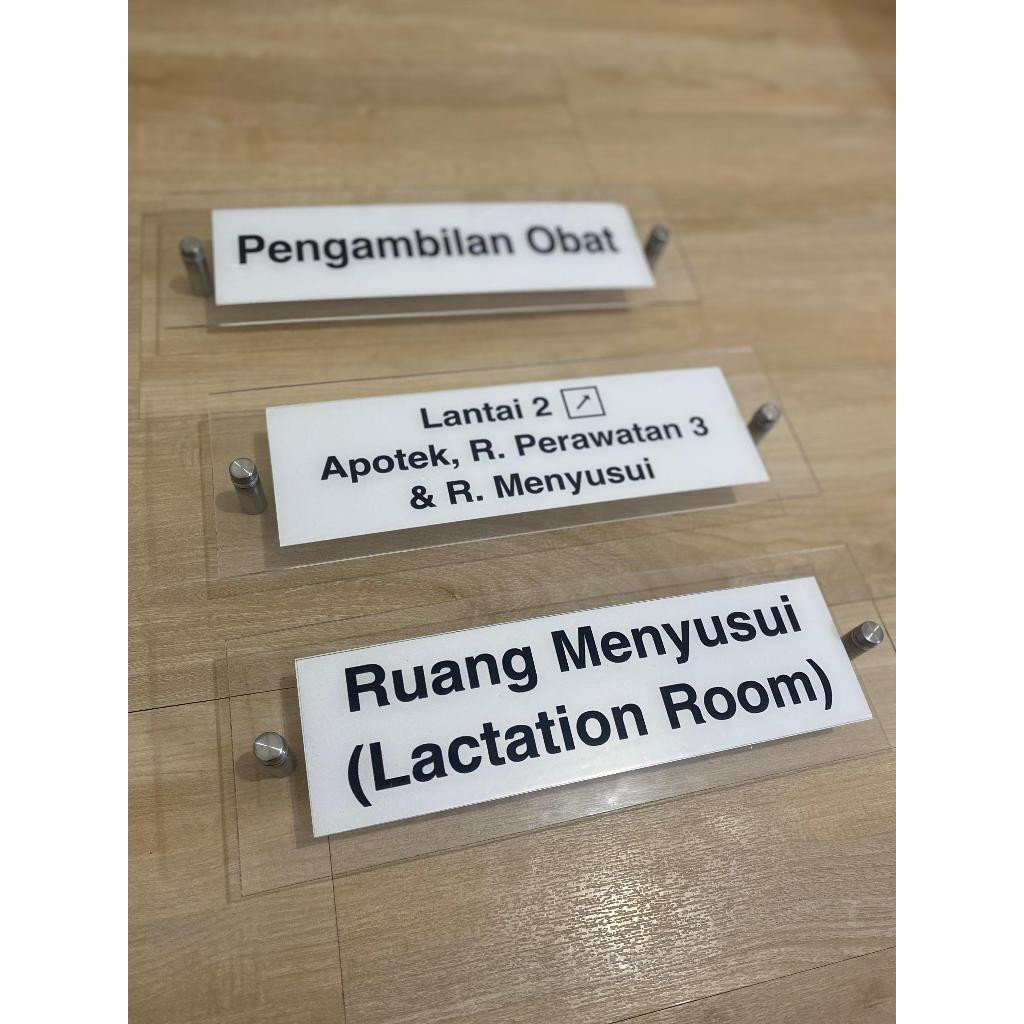 Pengambilan Obat
Lantai 2
Apotek, R. Perawatan 3
& R. Menyusui
Ruang Menyusui
(Lactation Room)